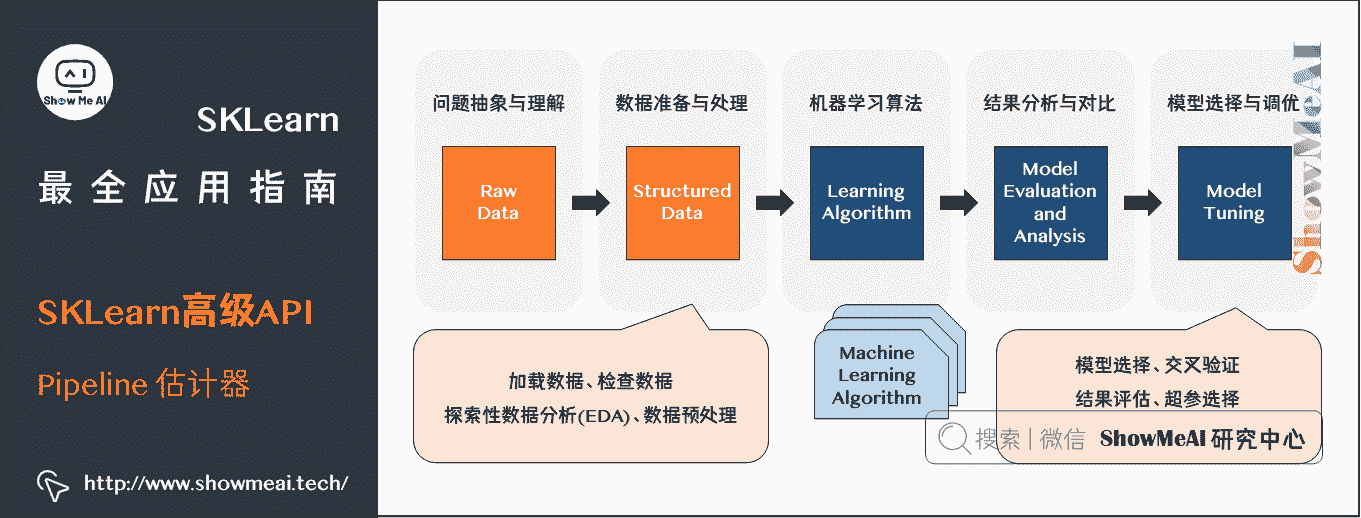 Show Me AI
SKLearn
最全应用指南
SKLearn高级API
Pipeline 估计器
http://www.showmeai.tech/
问题抽象与理解
数据准备与处理
机器学习算法
结果分析与对比
模型选择与调优
Raw
Data
Structured
Data
Learning
Algorithm
Model
Evaluation
and
Analysis
Model
Tuning
ShowMeAI
加载数据、检查数据
探索性数据分析(EDA)、数据预处理
Machine
Learning
Algorithm
模型选择、交叉验证
结果评估、超参选择
搜索 | 微信 ShowMeAI 研究中心